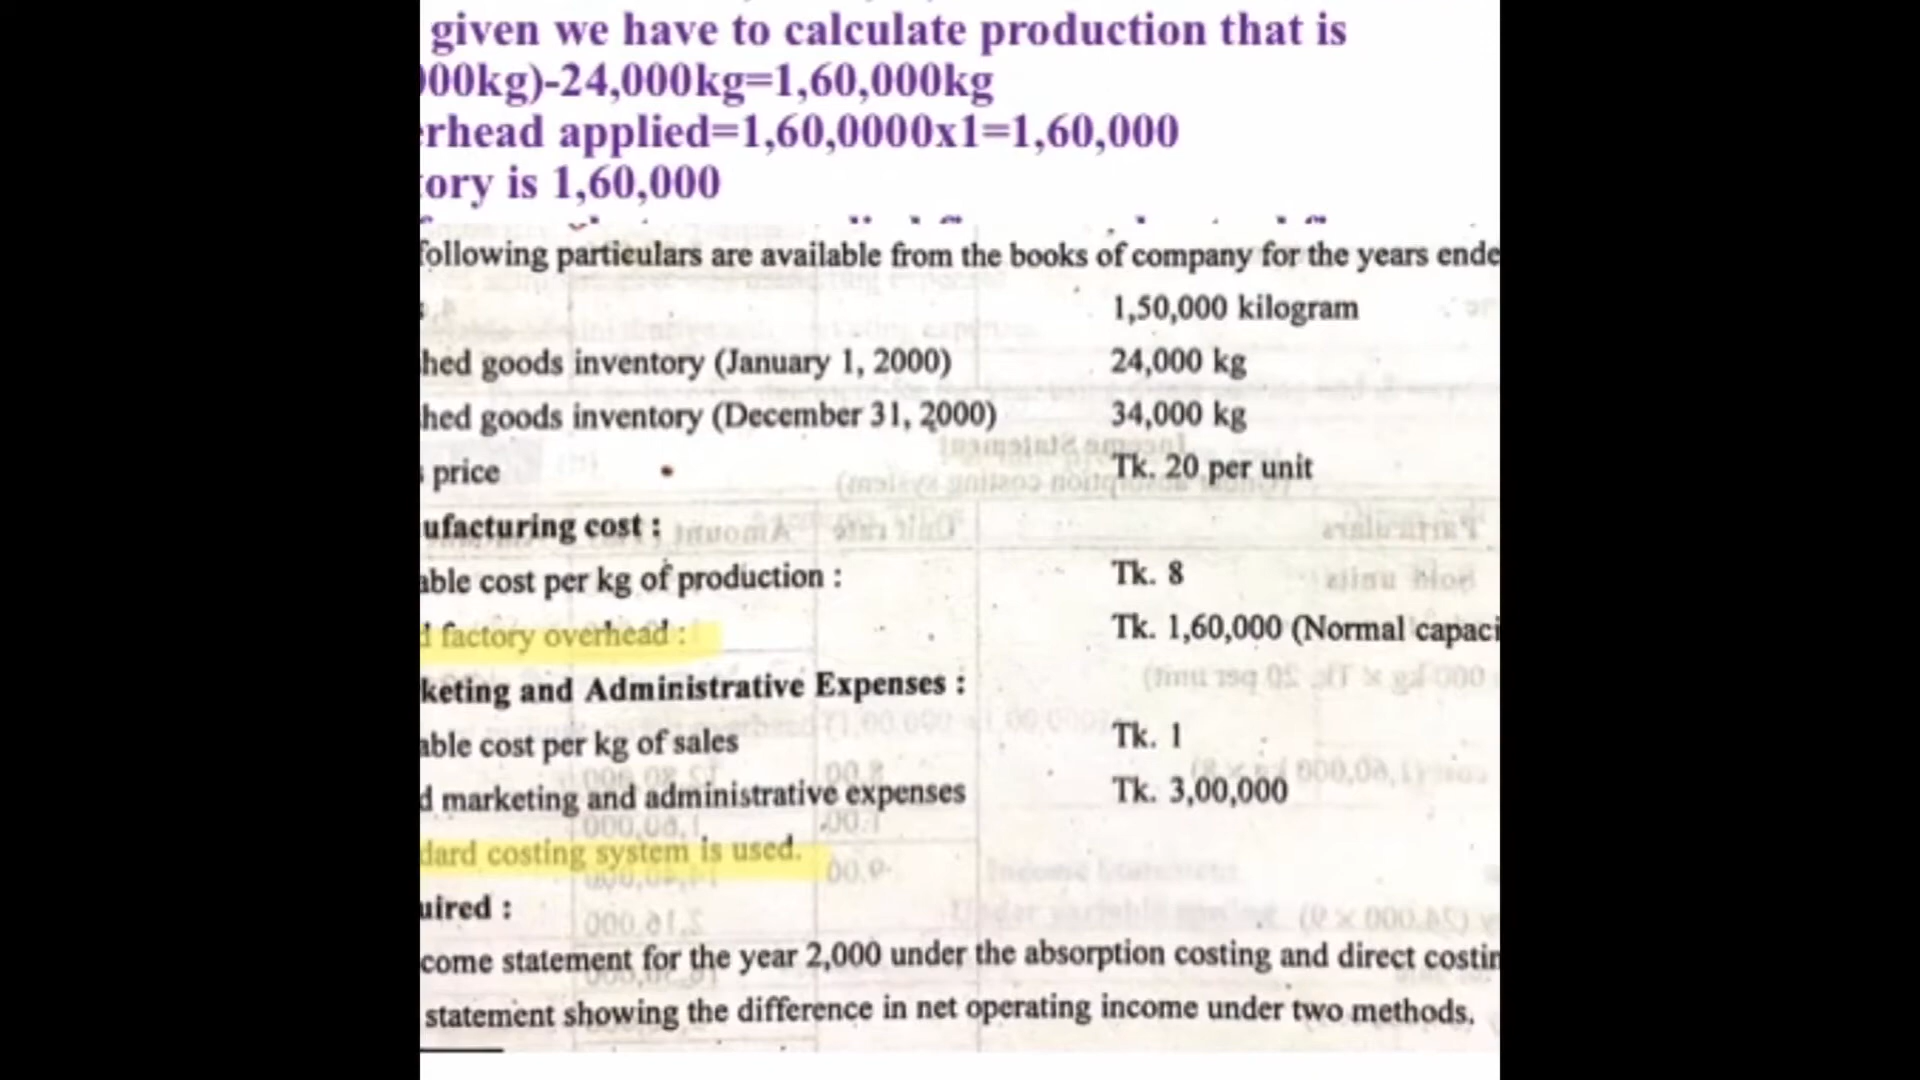 given we have to calculate production that is
00kg)-24,000kg=1,60,000kg
rhead applied=1,60,0000x1=1,60,000
ory is 1,60,000
following particulars are available from the books of company for the years ende
1,50,000 kilogram
hed goods inventory (January 1, 2000) 24,000 kg
hed goods inventory (December 31, 2000) 34,000 kg
price Tk. 20 per unit
ufacturing cost :
able cost per kg of production : Tk. 8
d factory overhead : Tk. 1,60,000 (Normal capaci
keting and Administrative Expenses :
able cost per kg of sales Tk. 1
d marketing and administrative expenses Tk. 3,00,000
dard costing system is used.
uired :
come statement for the year 2,000 under the absorption costing and direct costin
statement showing the difference in net operating income under two methods.